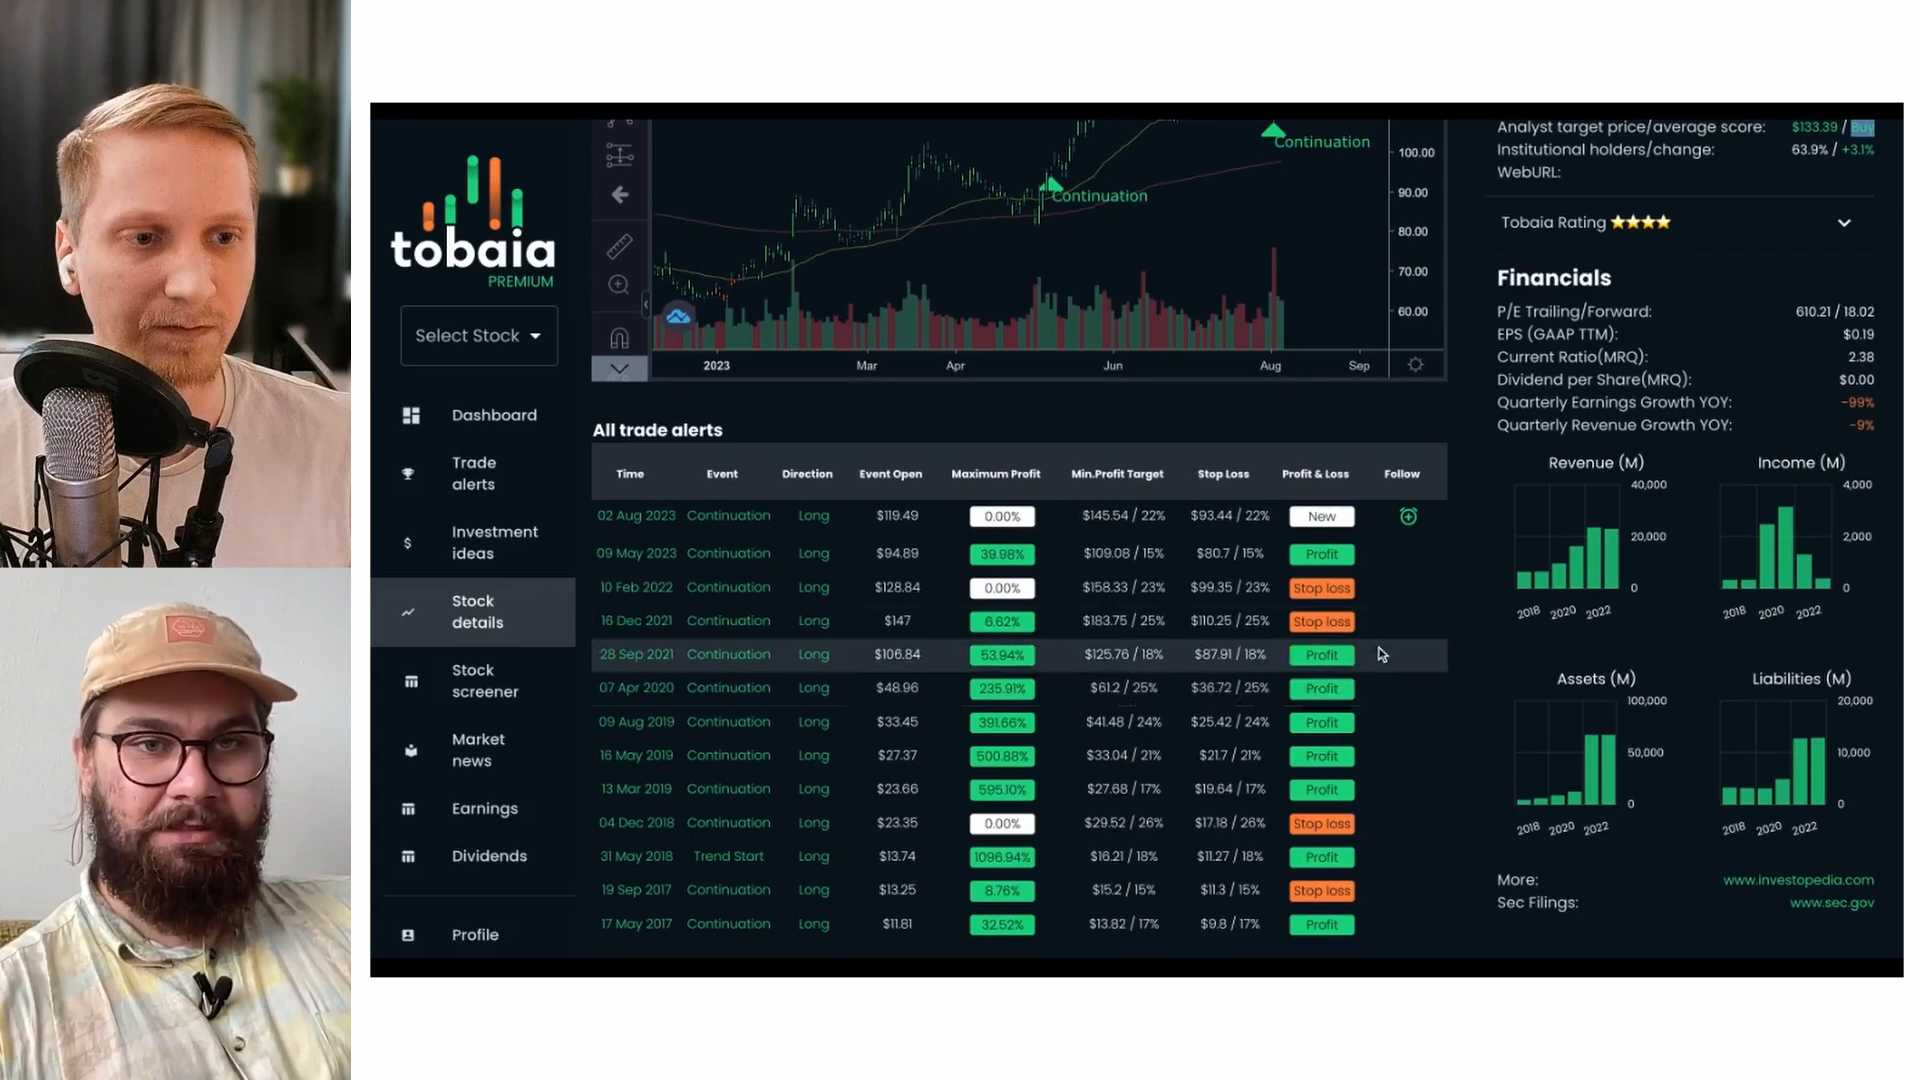 tobaia
PREMIUM
Select Stock
Dashboard
Trade
alerts
Investment
ideas
Stock
details
Stock
screener
Market
news
Earnings
Dividends
Profile
Continuation
Continuation
100.00
90.00
80.00
70.00
60.00
2023 Mar Apr Jun Aug Sep
All trade alerts
Time Event Direction Event Open Maximum Profit Min.Profit Target Stop Loss Profit & Loss Follow
02 Aug 2023 Continuation Long $119.49 0.00% $145.54 / 22% $93.44 / 22% New
09 May 2023 Continuation Long $94.89 39.98% $109.08 / 15% $80.7 / 15% Profit
10 Feb 2022 Continuation Long $128.84 0.00% $158.33 / 23% $99.35 / 23% Stop loss
16 Dec 2021 Continuation Long $147 6.62% $183.75 / 25% $110.25 / 25% Stop loss
28 Sep 2021 Continuation Long $106.84 53.94% $125.76 / 18% $87.91 / 18% Profit
07 Apr 2020 Continuation Long $48.96 235.91% $61.2 / 25% $36.72 / 25% Profit
09 Aug 2019 Continuation Long $33.45 391.66% $41.48 / 24% $25.42 / 24% Profit
16 May 2019 Continuation Long $27.37 500.88% $33.04 / 21% $21.7 / 21% Profit
13 Mar 2019 Continuation Long $23.66 595.10% $27.68 / 17% $19.64 / 17% Profit
04 Dec 2018 Continuation Long $23.35 0.00% $29.52 / 26% $17.18 / 26% Stop loss
31 May 2018 Trend Start Long $13.74 1096.94% $16.21 / 18% $11.27 / 18% Profit
19 Sep 2017 Continuation Long $13.25 8.76% $15.2 / 15% $11.3 / 15% Stop loss
17 May 2017 Continuation Long $11.81 32.52% $13.82 / 17% $9.8 / 17% Profit
Analyst target price/average score: $133.39 / Buy
Institutional holders/change: 63.9% / +3.1%
WebURL:
Tobaia Rating
Financials
P/E Trailing/Forward: 610.21 / 18.02
EPS (GAAP TTM): $0.19
Current Ratio(MRQ): 2.38
Dividend per Share(MRQ): $0.00
Quarterly Earnings Growth YOY: -99%
Quarterly Revenue Growth YOY: -9%
Revenue (M)
40,000
20,000
0
2018 2020 2022
Income (M)
4,000
2,000
0
2018 2020 2022
Assets (M)
100,000
50,000
0
2018 2020 2022
Liabilities (M)
20,000
10,000
0
2018 2020 2022
More: www.investopedia.com
Sec Filings: www.sec.gov